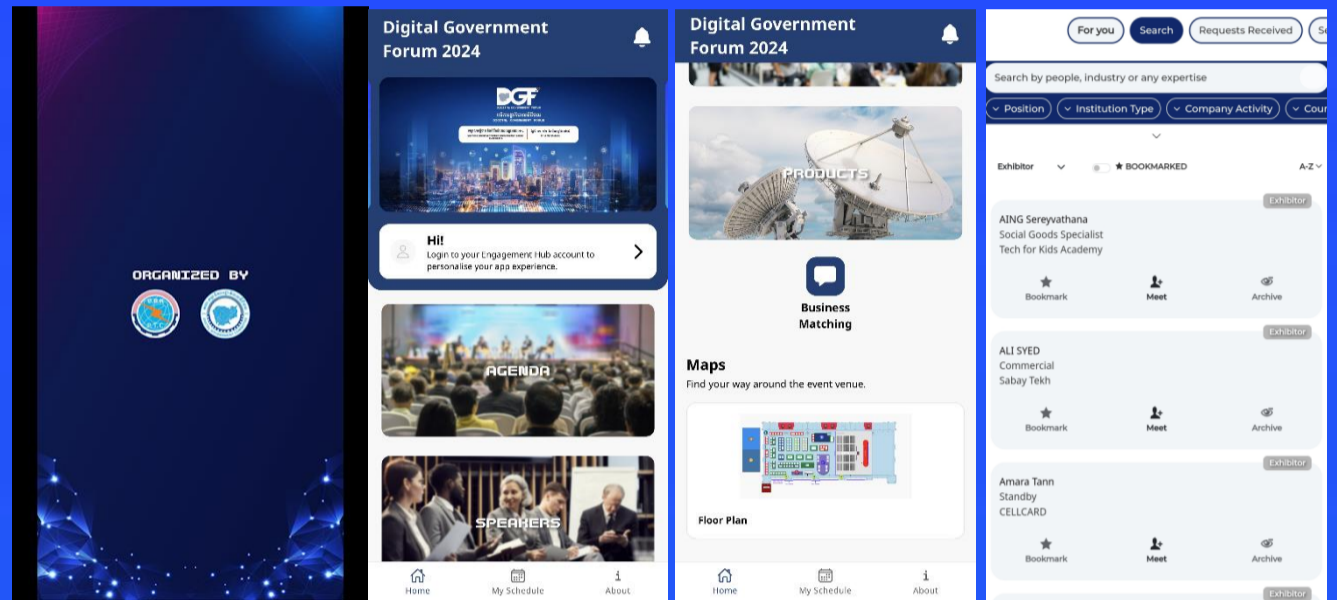 ORGANIZED BY
Digital Government
Forum 2024
DGF
Hi!
Login to your Engagement Hub account to
personalise your app experience.
AGENDA
SPEAKERS
Home
My Schedule
About
Digital Government
Forum 2024
PRODUCTS
Business
Matching
Maps
Find your way around the event venue.
Floor Plan
Home
My Schedule
About
For you
Search
Requests Received
Search by people, industry or any expertise
Position
Institution Type
Company Activity
Cour
Exhibitor
BOOKMARKED
A-Z
Exhibitor
AING Sereyvathana
Social Goods Specialist
Tech for Kids Academy
Bookmark
Meet
Archive
Exhibitor
ALI SYED
Commercial
Sabay Tekh
Bookmark
Meet
Archive
Exhibitor
Amara Tann
Standby
CELLCARD
Bookmark
Meet
Archive
Exhibitor